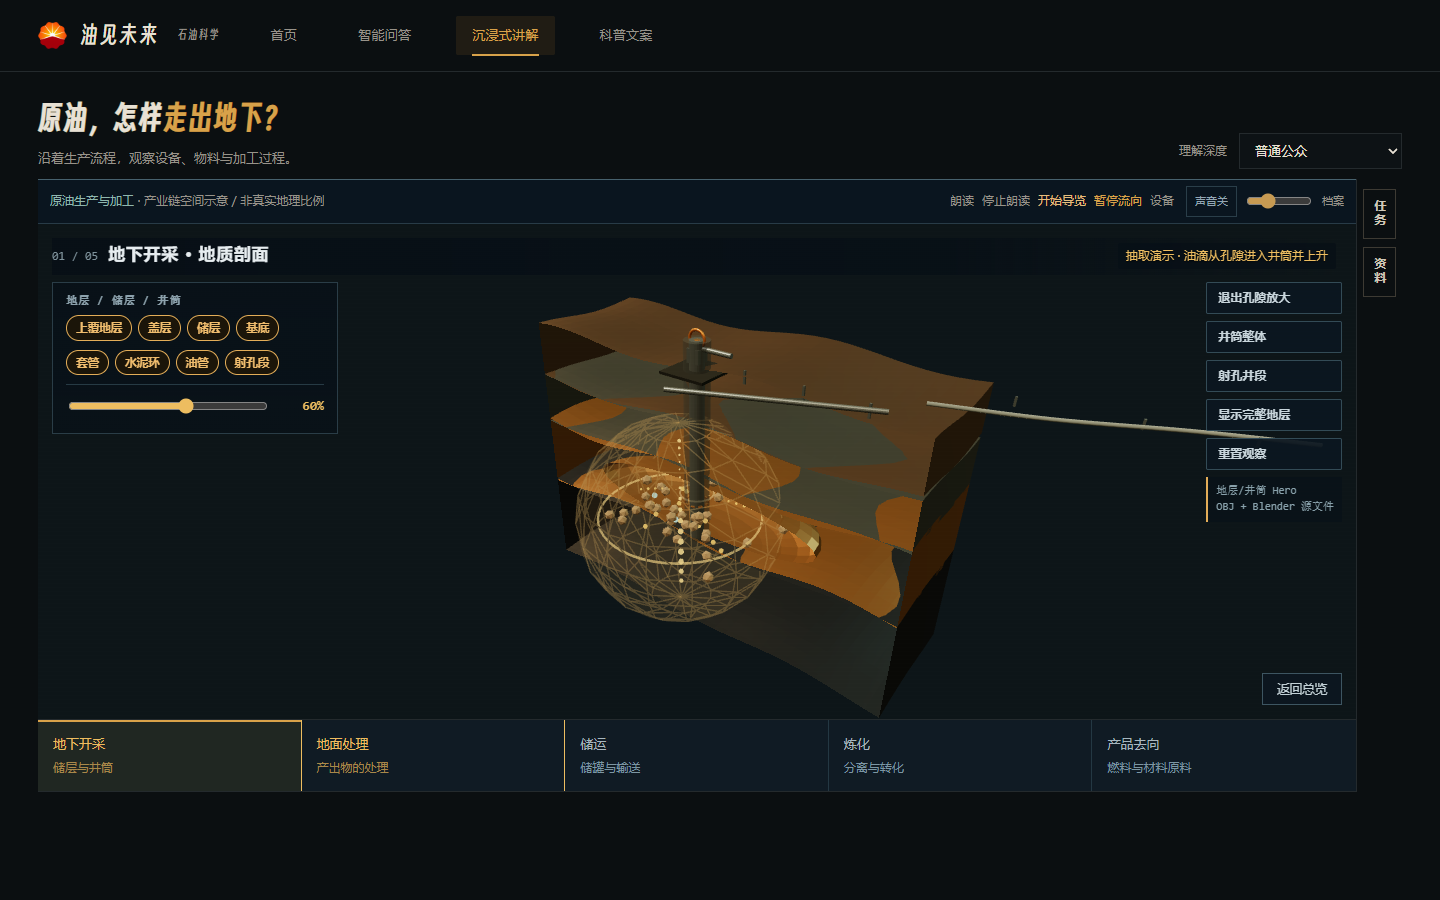 油见未来 石油科学 首页 智能问答 沉浸式讲解 科普文案
原油，怎样走出地下？
沿着生产流程，观察设备、物料与加工过程。
理解深度 普通公众
原油生产与加工 · 产业链空间示意 / 非真实地理比例
朗读 停止朗读 开始导览 暂停流向 设备 声音关 档案
任务
资料
01 / 05 地下开采 • 地质剖面
抽取演示 · 油滴从孔隙进入井筒并上升
地层 / 储层 / 井筒
上覆地层 盖层 储层 基底
套管 水泥环 油管 射孔段
60%
退出孔隙放大
井筒整体
射孔井段
显示完整地层
重置观察
地层/井筒 Hero
OBJ + Blender 源文件
返回总览
地下开采
储层与井筒
地面处理
产出物的处理
储运
储罐与输送
炼化
分离与转化
产品去向
燃料与材料原料